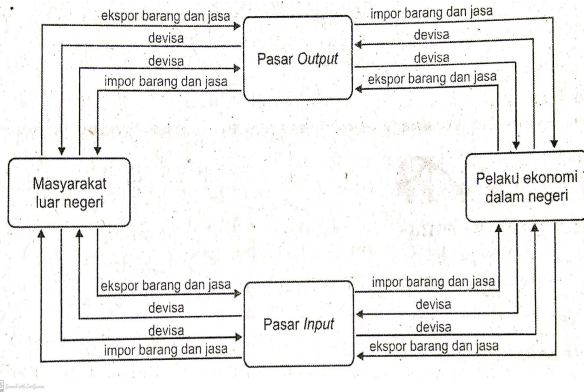 ekspor barang dan jasa
impor barang dan jasa
devisa
devisa
Pasar Output
devisa
devisa
impor barang dan jasa
ekspor barang dan jasa
Masyarakat
luar negeri
Pelaku ekonomi
dalam negeri
ekspor barang dan jasa
impor barang dan jasa
devisa
devisa
Pasar Input
devisa
devisa
impor barang dan jasa
ekspor barang dan jasa